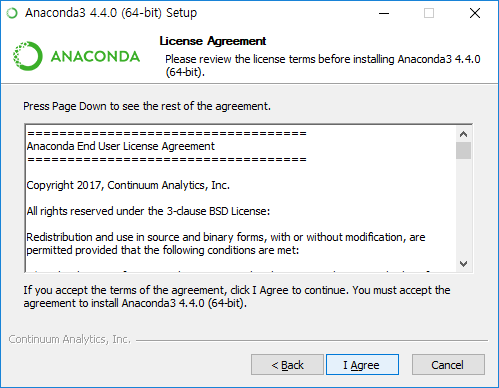 Anaconda3 4.4.0 (64-bit) Setup
ANACONDA
License Agreement
Please review the license terms before installing Anaconda3 4.4.0
(64-bit).
Press Page Down to see the rest of the agreement.
=====================================
Anaconda End User License Agreement
=====================================
Copyright 2017, Continuum Analytics, Inc.
All rights reserved under the 3-clause BSD License:
Redistribution and use in source and binary forms, with or without modification, are
permitted provided that the following conditions are met:
If you accept the terms of the agreement, click I Agree to continue. You must accept the
agreement to install Anaconda3 4.4.0 (64-bit).
Continuum Analytics, Inc.
< Back
I Agree
Cancel